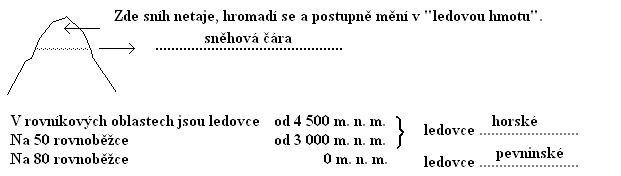 Zde sníh netaje, hromadí se a postupně mění v "ledovou hmotu".
sněhová čára
V rovníkových oblastech jsou ledovce od 4 500 m. n. m.
Na 50 rovnoběžce od 3 000 m. n. m.
ledovce horské
Na 80 rovnoběžce 0 m. n. m.
ledovce pevninské